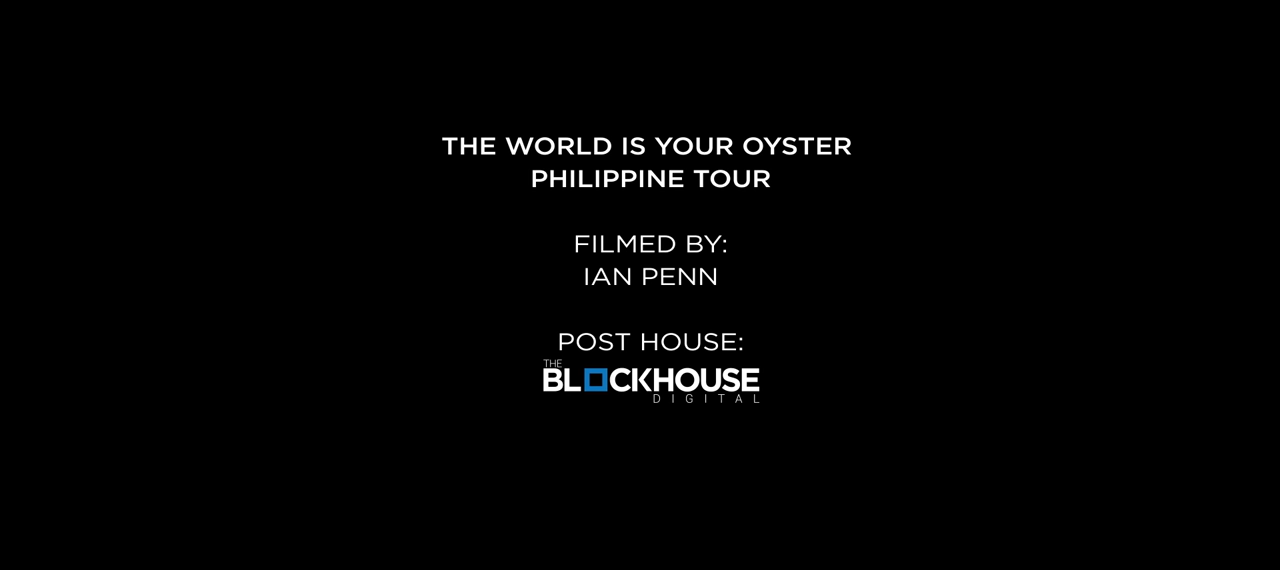 THE WORLD IS YOUR OYSTER
PHILIPPINE TOUR
FILMED BY:
IAN PENN
POST HOUSE:
THE
BLOCKHOUSE
DIGITAL